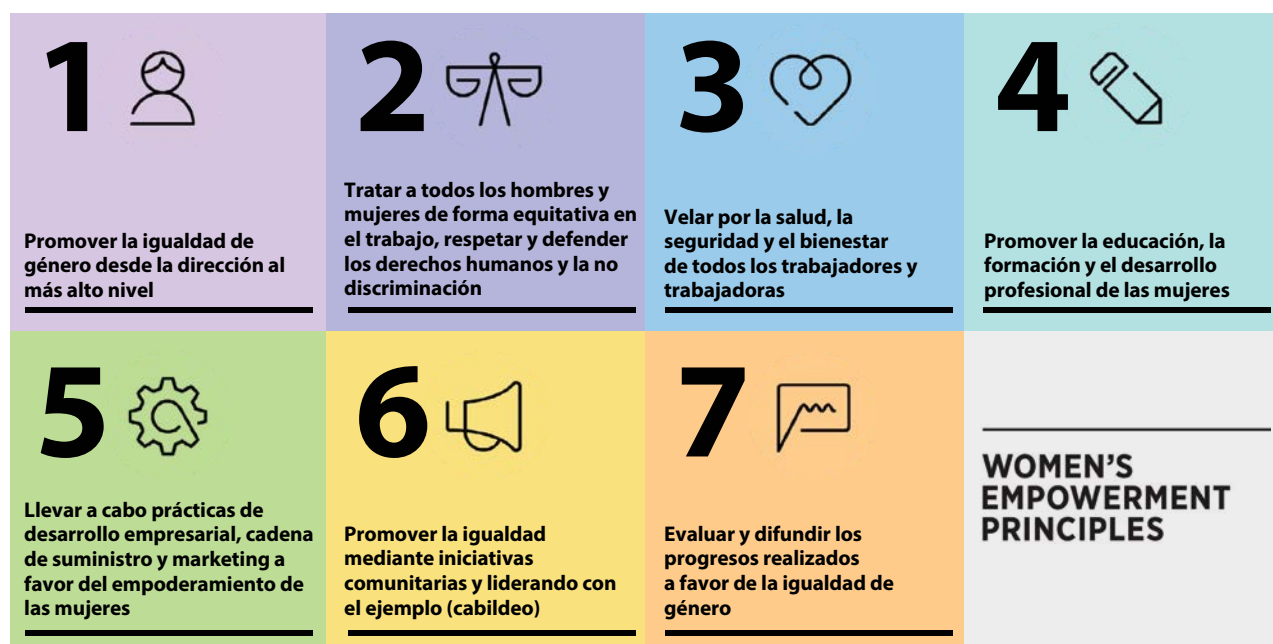 1
Promover la igualdad de
género desde la dirección al
más alto nivel
2
Tratar a todos los hombres y
mujeres de forma equitativa en
el trabajo, respetar y defender
los derechos humanos y la no
discriminación
3
Velar por la salud, la
seguridad y el bienestar
de todos los trabajadores y
trabajadoras
4
Promover la educación, la
formación y el desarrollo
profesional de las mujeres
5
Llevar a cabo prácticas de
desarrollo empresarial, cadena
de suministro y marketing a
favor del empoderamiento de
las mujeres
6
Promover la igualdad
mediante iniciativas
comunitarias y liderando con
el ejemplo (cabildeo)
7
Evaluar y difundir los
progresos realizados
a favor de la igualdad de
género
WOMEN'S
EMPOWERMENT
PRINCIPLES